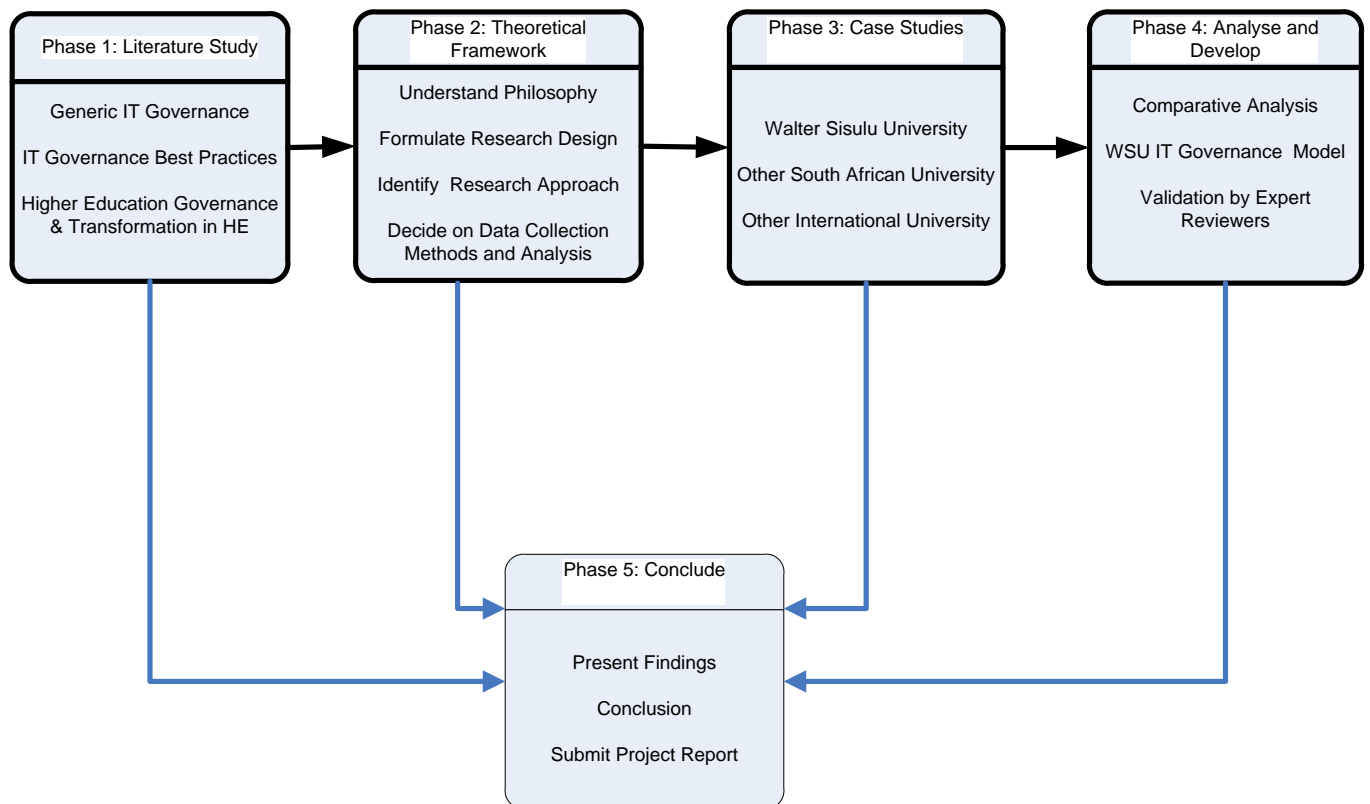 Phase 1: Literature Study
Generic IT Governance
IT Governance Best Practices
Higher Education Governance
& Transformation in HE
Phase 2: Theoretical
Framework
Understand Philosophy
Formulate Research Design
Identify Research Approach
Decide on Data Collection
Methods and Analysis
Phase 3: Case Studies
Walter Sisulu University
Other South African University
Other International University
Phase 4: Analyse and
Develop
Comparative Analysis
WSU IT Governance Model
Validation by Expert
Reviewers
Phase 5: Conclude
Present Findings
Conclusion
Submit Project Report